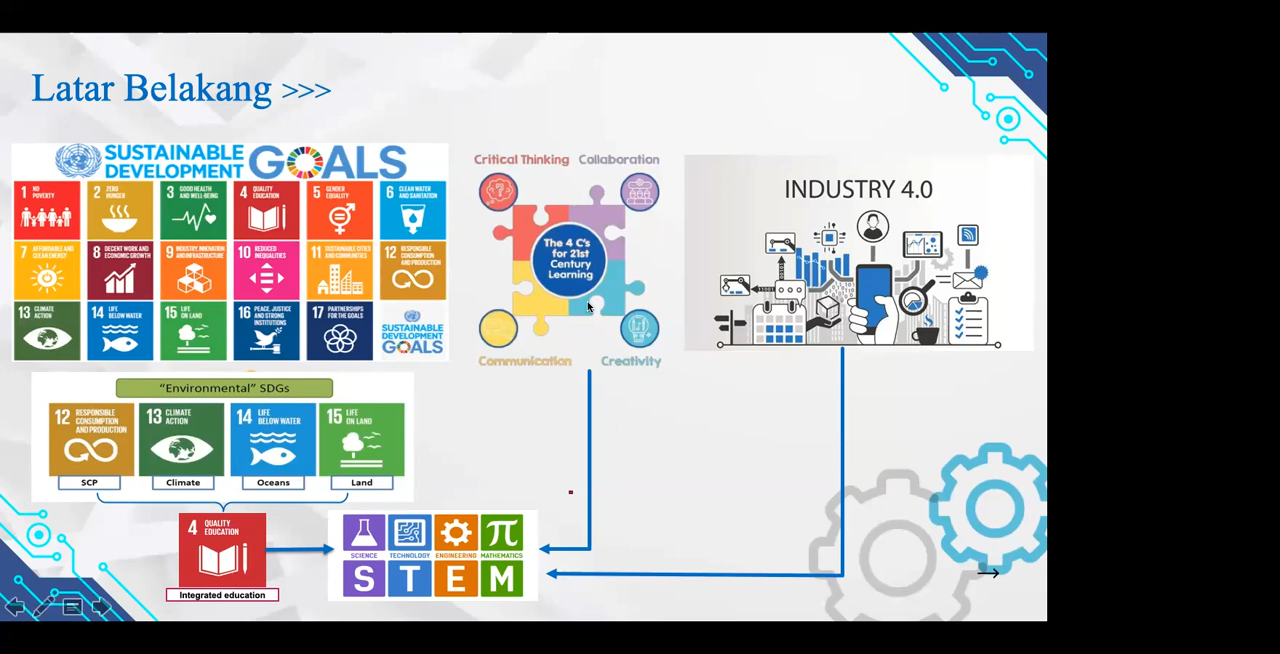 Latar Belakang >>>
SUSTAINABLE
DEVELOPMENT
GOALS
1 NO
POVERTY
2 ZERO
HUNGER
3 GOOD HEALTH
AND WELL-BEING
4 QUALITY
EDUCATION
5 GENDER
EQUALITY
6 CLEAN WATER
AND SANITATION
7 AFFORDABLE AND
CLEAN ENERGY
8 DECENT WORK AND
ECONOMIC GROWTH
9 INDUSTRY, INNOVATION
AND INFRASTRUCTURE
10 REDUCED
INEQUALITIES
11 SUSTAINABLE CITIES
AND COMMUNITIES
12 RESPONSIBLE
CONSUMPTION
AND PRODUCTION
13 CLIMATE
ACTION
14 LIFE
BELOW WATER
15 LIFE
ON LAND
16 PEACE, JUSTICE
AND STRONG
INSTITUTIONS
17 PARTNERSHIPS
FOR THE GOALS
SUSTAINABLE
DEVELOPMENT
GOALS
Critical Thinking
Collaboration
The 4 C's
for 21st
Century
Learning
Communication
Creativity
INDUSTRY 4.0
"Environmental" SDGs
12 RESPONSIBLE
CONSUMPTION
AND PRODUCTION
13 CLIMATE
ACTION
14 LIFE
BELOW WATER
15 LIFE
ON LAND
SCP
Climate
Oceans
Land
4 QUALITY
EDUCATION
Integrated education
π
SCIENCE
TECHNOLOGY
ENGINEERING
MATHEMATICS
S T E M